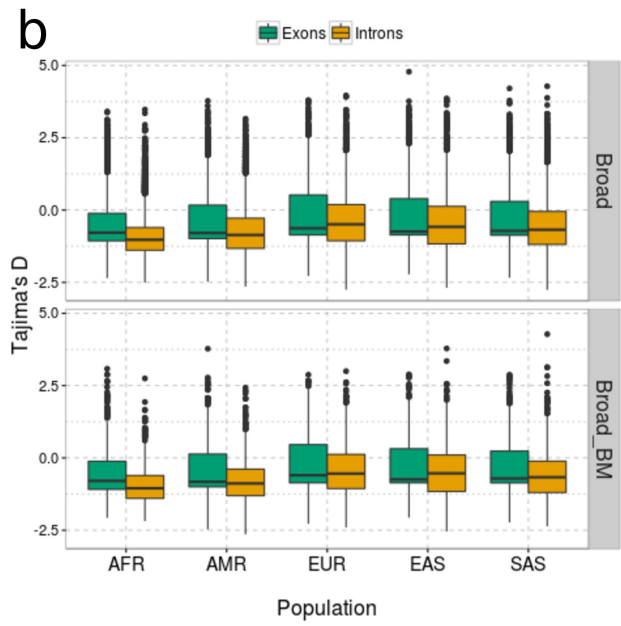 b
Exons Introns
5.0
2.5
0.0
-2.5
Broad
5.0
2.5
0.0
-2.5
Broad_BM
Tajima's D
AFR AMR EUR EAS SAS
Population